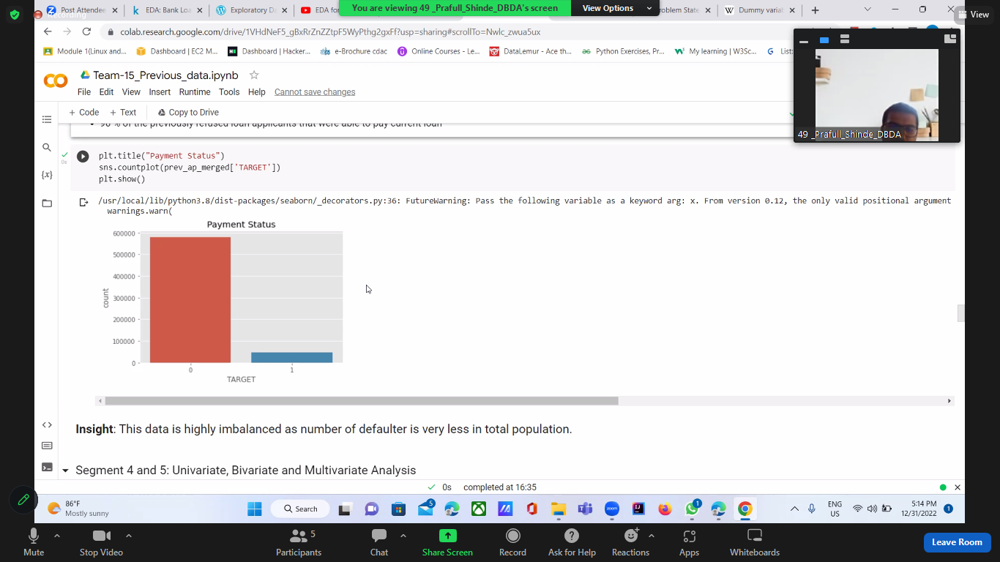 You are viewing 49 _Prafull_Shinde_DBDA's screen
View Options
View
Recording
Post Attendee
EDA: Bank Loa
Exploratory D
EDA for
roblem State
Dummy varial
colab.research.google.com/drive/1VHdNeF5_gBxRrZnZZtpF5WyPthg2gxFf?usp=sharing#scrollTo=Nwlc_zwua5ux
Module 1(Linux and...
Dashboard | EC2 M...
Dashboard | Hacker...
e-Brochure cdac
Online Courses - Le...
DataLemur - Ace th...
Python Exercises, Pr...
My learning | W3Sc...
List:
Team-15_Previous_data.ipynb
File Edit View Insert Runtime Tools Help Cannot save changes
+ Code + Text Copy to Drive
49 _Prafull_Shinde_DBDA
90 % of the previously refused loan applicants that were able to pay current loan
0s
plt.title("Payment Status")
sns.countplot(prev_ap_merged['TARGET'])
plt.show()
/usr/local/lib/python3.8/dist-packages/seaborn/_decorators.py:36: FutureWarning: Pass the following variable as a keyword arg: x. From version 0.12, the only valid positional argument
warnings.warn(
Payment Status
600000
500000
400000
300000
200000
100000
0
count
0 1
TARGET
Insight: This data is highly imbalanced as number of defaulter is very less in total population.
Segment 4 and 5: Univariate, Bivariate and Multivariate Analysis
0s completed at 16:35
86°F
Mostly sunny
Search
5
1
ENG
US
5:14 PM
12/31/2022
1
Mute
Stop Video
5
Participants
Chat
Share Screen
Record
Ask for Help
Reactions
Apps
Whiteboards
Leave Room